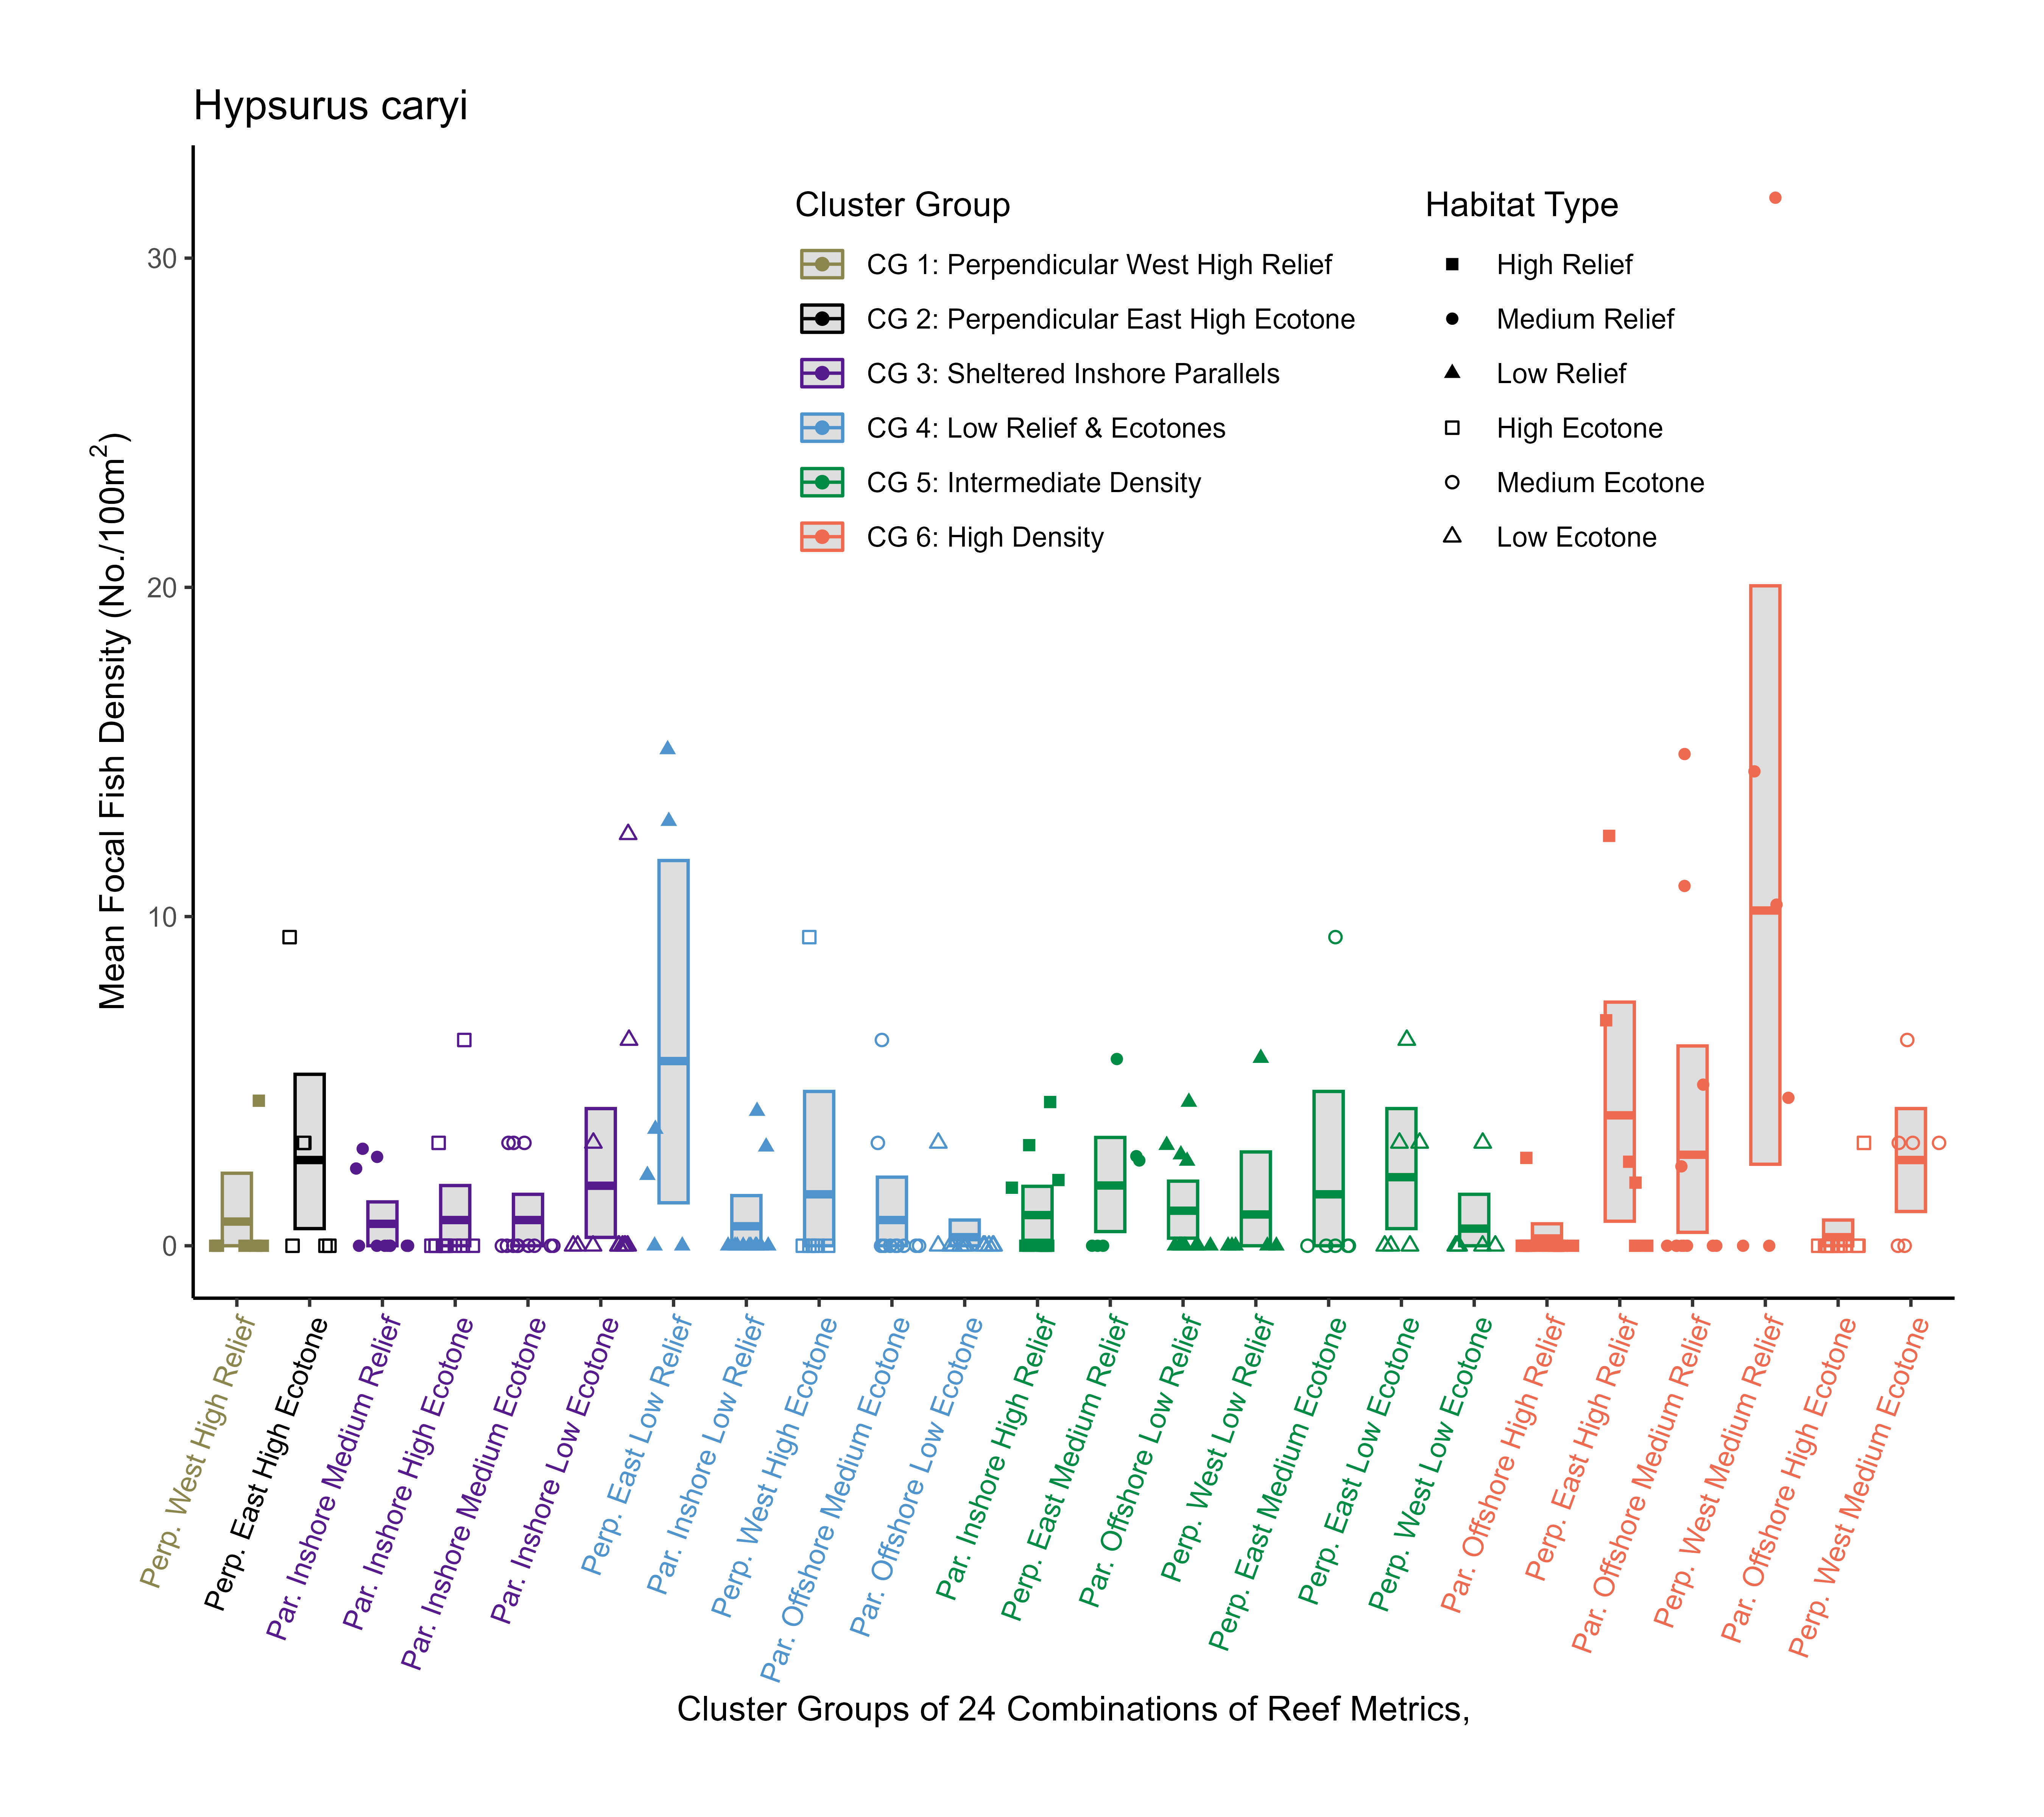 Hypsurus caryi
Mean Focal Fish Density (No./100m2)
30
20
10
0
Cluster Group
CG 1: Perpendicular West High Relief
CG 2: Perpendicular East High Ecotone
CG 3: Sheltered Inshore Parallels
CG 4: Low Relief & Ecotones
CG 5: Intermediate Density
CG 6: High Density
Habitat Type
High Relief
Medium Relief
Low Relief
High Ecotone
Medium Ecotone
Low Ecotone
Perp. West High Relief
Perp. East High Ecotone
Par. Inshore Medium Relief
Par. Inshore High Ecotone
Par. Inshore Medium Ecotone
Par. Inshore Low Ecotone
Perp. East Low Relief
Par. Inshore Low Relief
Perp. West High Ecotone
Par. Offshore Medium Ecotone
Par. Offshore Low Ecotone
Par. Inshore High Relief
Perp. East Medium Relief
Par. Offshore Low Relief
Perp. West Low Relief
Perp. East Medium Ecotone
Perp. East Low Ecotone
Perp. West Low Ecotone
Par. Offshore High Relief
Perp. East High Relief
Par. Offshore Medium Relief
Perp. West Medium Relief
Par. Offshore High Ecotone
Perp. West Medium Ecotone
Cluster Groups of 24 Combinations of Reef Metrics,